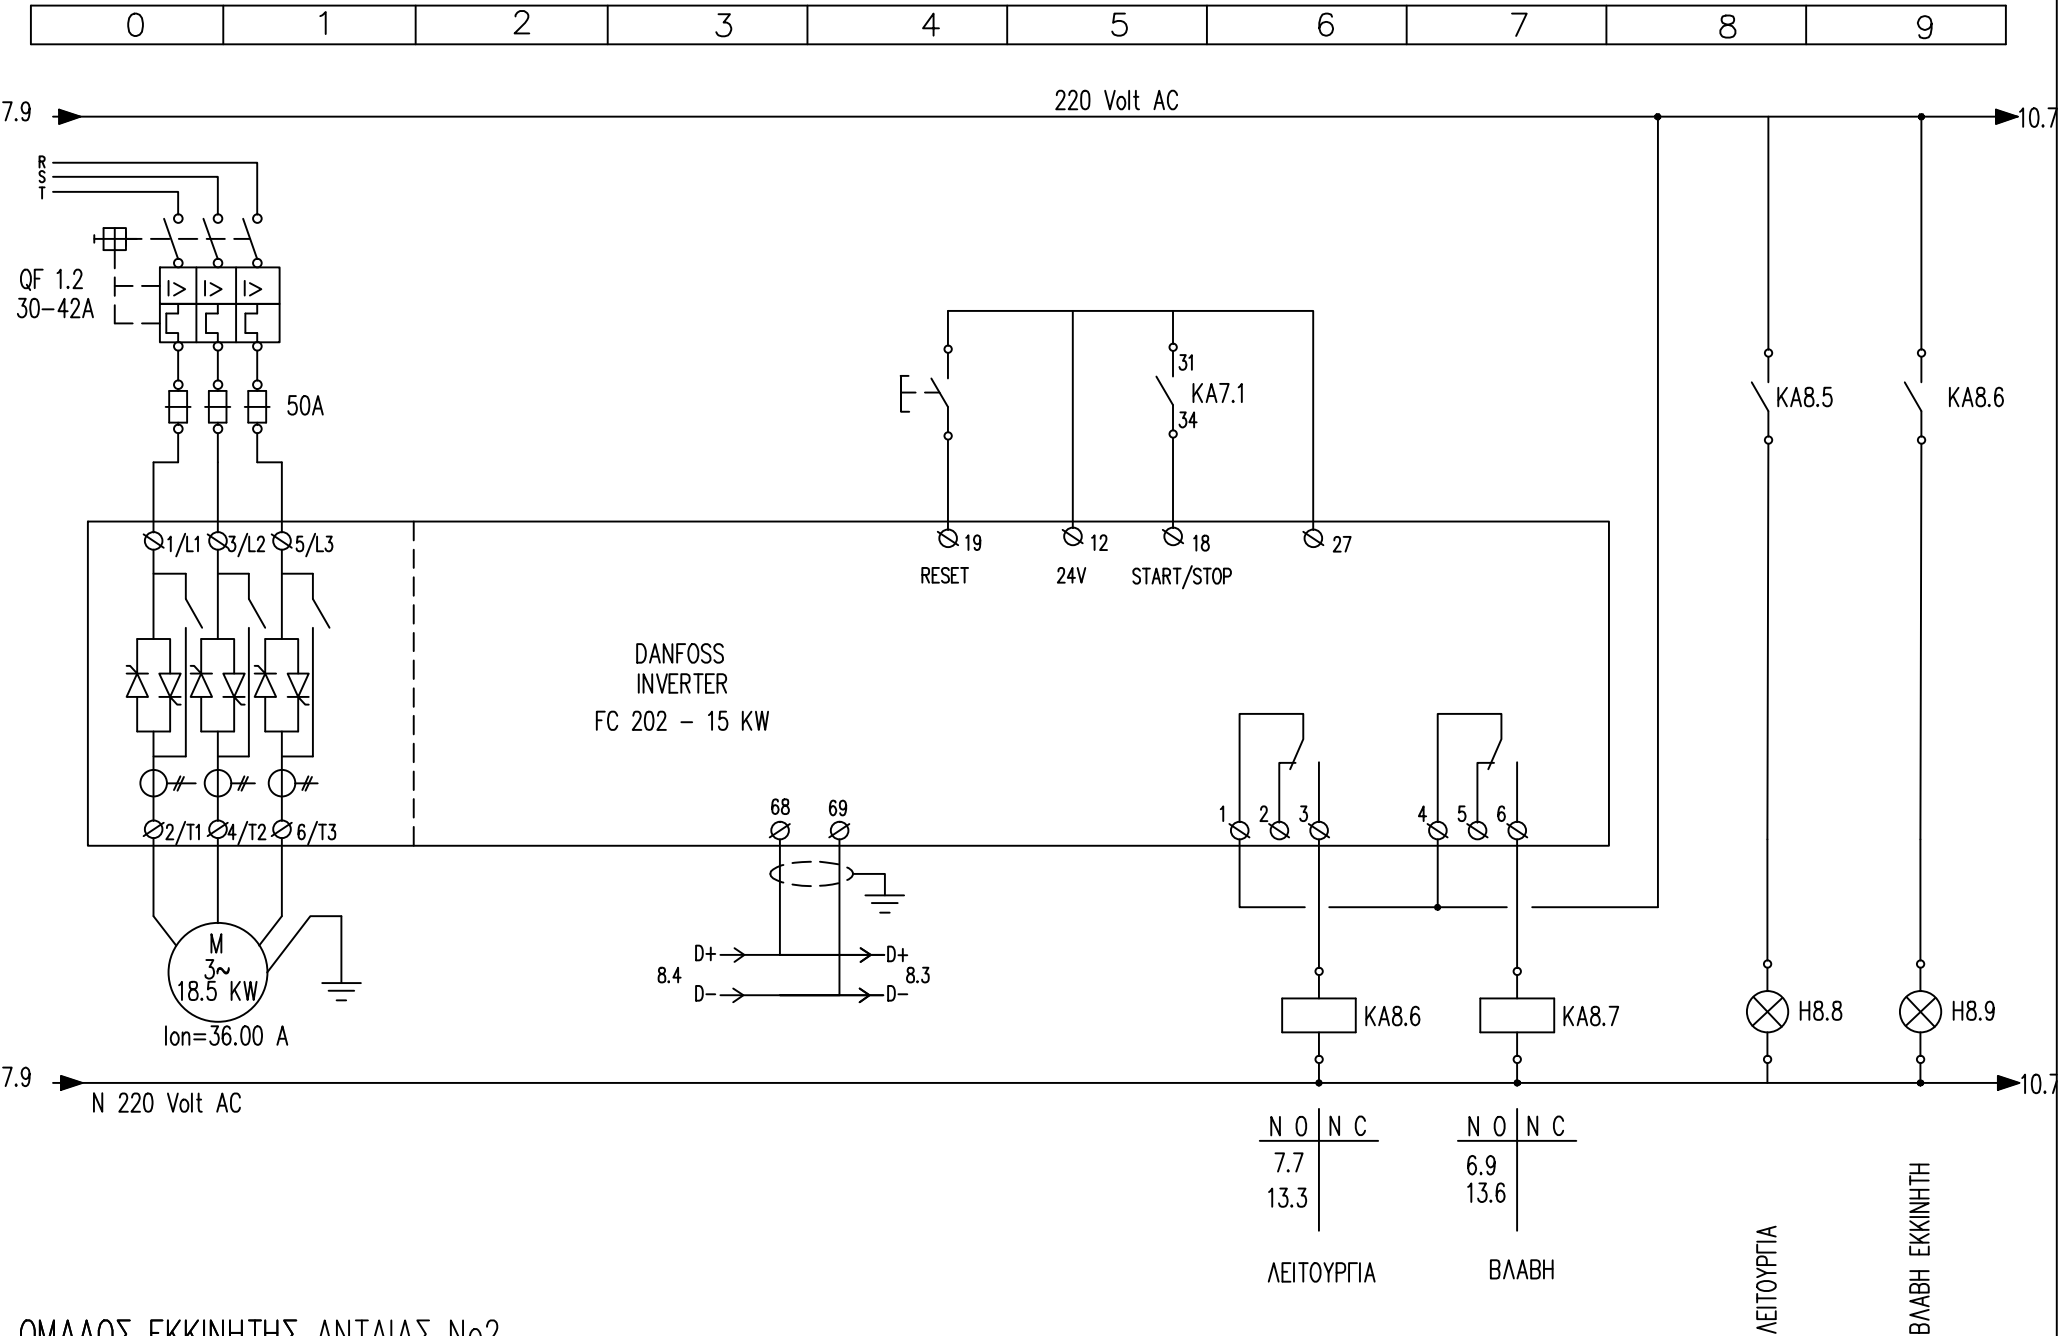 0 1 2 3 4 5 6 7 8 9
220 Volt AC
7.9
10.7
R
S
T
QF 1.2
30-42A
I> I> I>
50A
31
KA7.1
34
KA8.5
KA8.6
1/L1 3/L2 5/L3
19 12 18 27
RESET 24V START/STOP
DANFOSS
INVERTER
FC 202 - 15 KW
68 69
1 2 3 4 5 6
2/T1 4/T2 6/T3
M
3~
18.5 KW
Ion=36.00 A
D+ D+
8.4 8.3
D- D-
KA8.6
KA8.7
H8.8
H8.9
7.9
10.7
N 220 Volt AC
N O N C
7.7
13.3
N O N C
6.9
13.6
ΛΕΙΤΟΥΡΓΙΑ
ΒΛΑΒΗ
ΛΕΙΤΟΥΡΓΙΑ
ΒΛΑΒΗ ΕΚΚΙΝΗΤΗ
ΟΜΑΛΟΣ ΕΚΚΙΝΗΤΗΣ ΑΝΤΛΙΑΣ Νο2